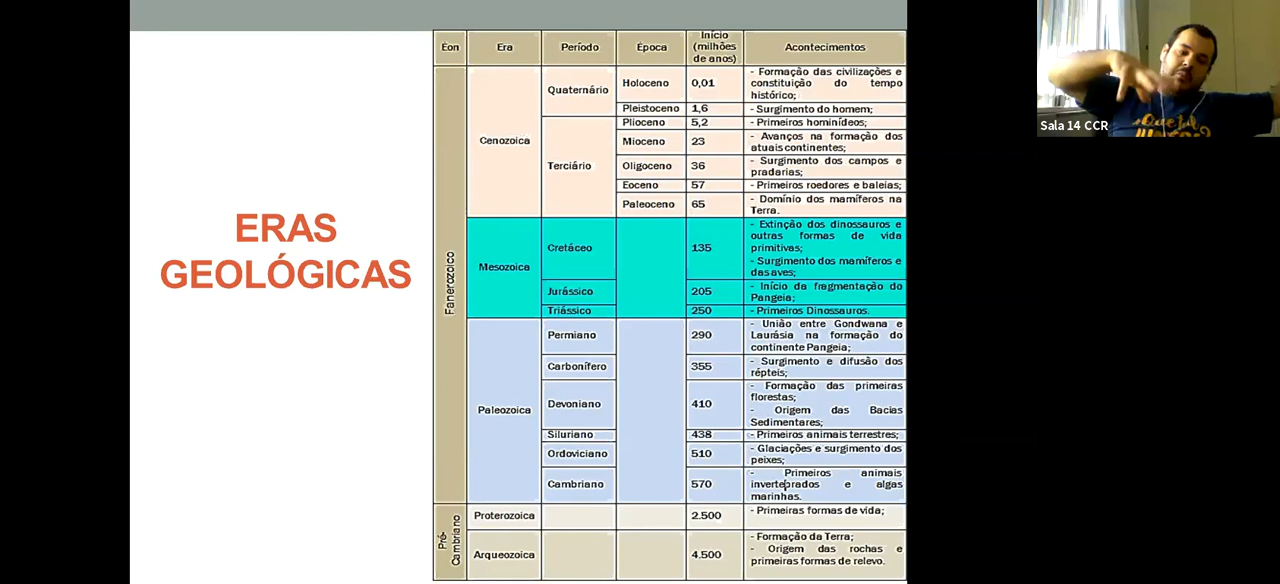 ERAS
GEOLÓGICAS
Éon
Era
Período
Época
Início
(milhões
de anos)
Acontecimentos
Fanerozoico
Cenozoica
Quaternário
Holoceno
0,01
- Formação das civilizações e
constituição do tempo
histórico;
Pleistoceno
1,6
- Surgimento do homem;
Terciário
Plioceno
5,2
- Primeiros hominídeos;
Mioceno
23
- Avanços na formação dos
atuais continentes;
Oligoceno
36
- Surgimento dos campos e
pradarias;
Eoceno
57
- Primeiros roedores e baleias;
Paleoceno
65
- Domínio dos mamíferos na
Terra.
Mesozoica
Cretáceo
135
- Extinção dos dinossauros e
outras formas de vida
primitivas;
- Surgimento dos mamíferos e
das aves;
Jurássico
205
- Início da fragmentação do
Pangeia;
Triássico
250
- Primeiros Dinossauros.
Paleozoica
Permiano
290
- União entre Gondwana e
Laurásia na formação do
continente Pangeia;
Carbonífero
355
- Surgimento e difusão dos
répteis;
Devoniano
410
- Formação das primeiras
florestas;
- Origem das Bacias
Sedimentares;
Siluriano
438
- Primeiros animais terrestres;
Ordoviciano
510
- Glaciações e surgimento dos
peixes;
Cambriano
570
- Primeiros animais
invertebrados e algas
marinhas.
Pré-
Cambriano
Proterozoica
2.500
- Primeiras formas de vida;
Arqueozoica
4.500
- Formação da Terra;
- Origem das rochas e
primeiras formas de relevo.
Sala 14 CCR